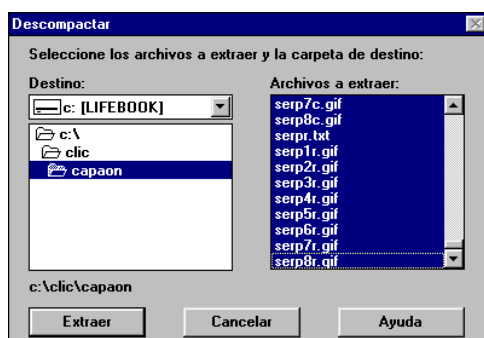 Descompactar
Seleccione los archivos a extraer y la carpeta de destino:
Destino:
c: [LIFEBOOK]
c:\
clic
capaon
c:\clic\capaon
Archivos a extraer:
serp7c.gif
serp8c.gif
serpr.txt
serp1r.gif
serp2r.gif
serp3r.gif
serp4r.gif
serp5r.gif
serp6r.gif
serp7r.gif
serp8r.gif
Extraer
Cancelar
Ayuda